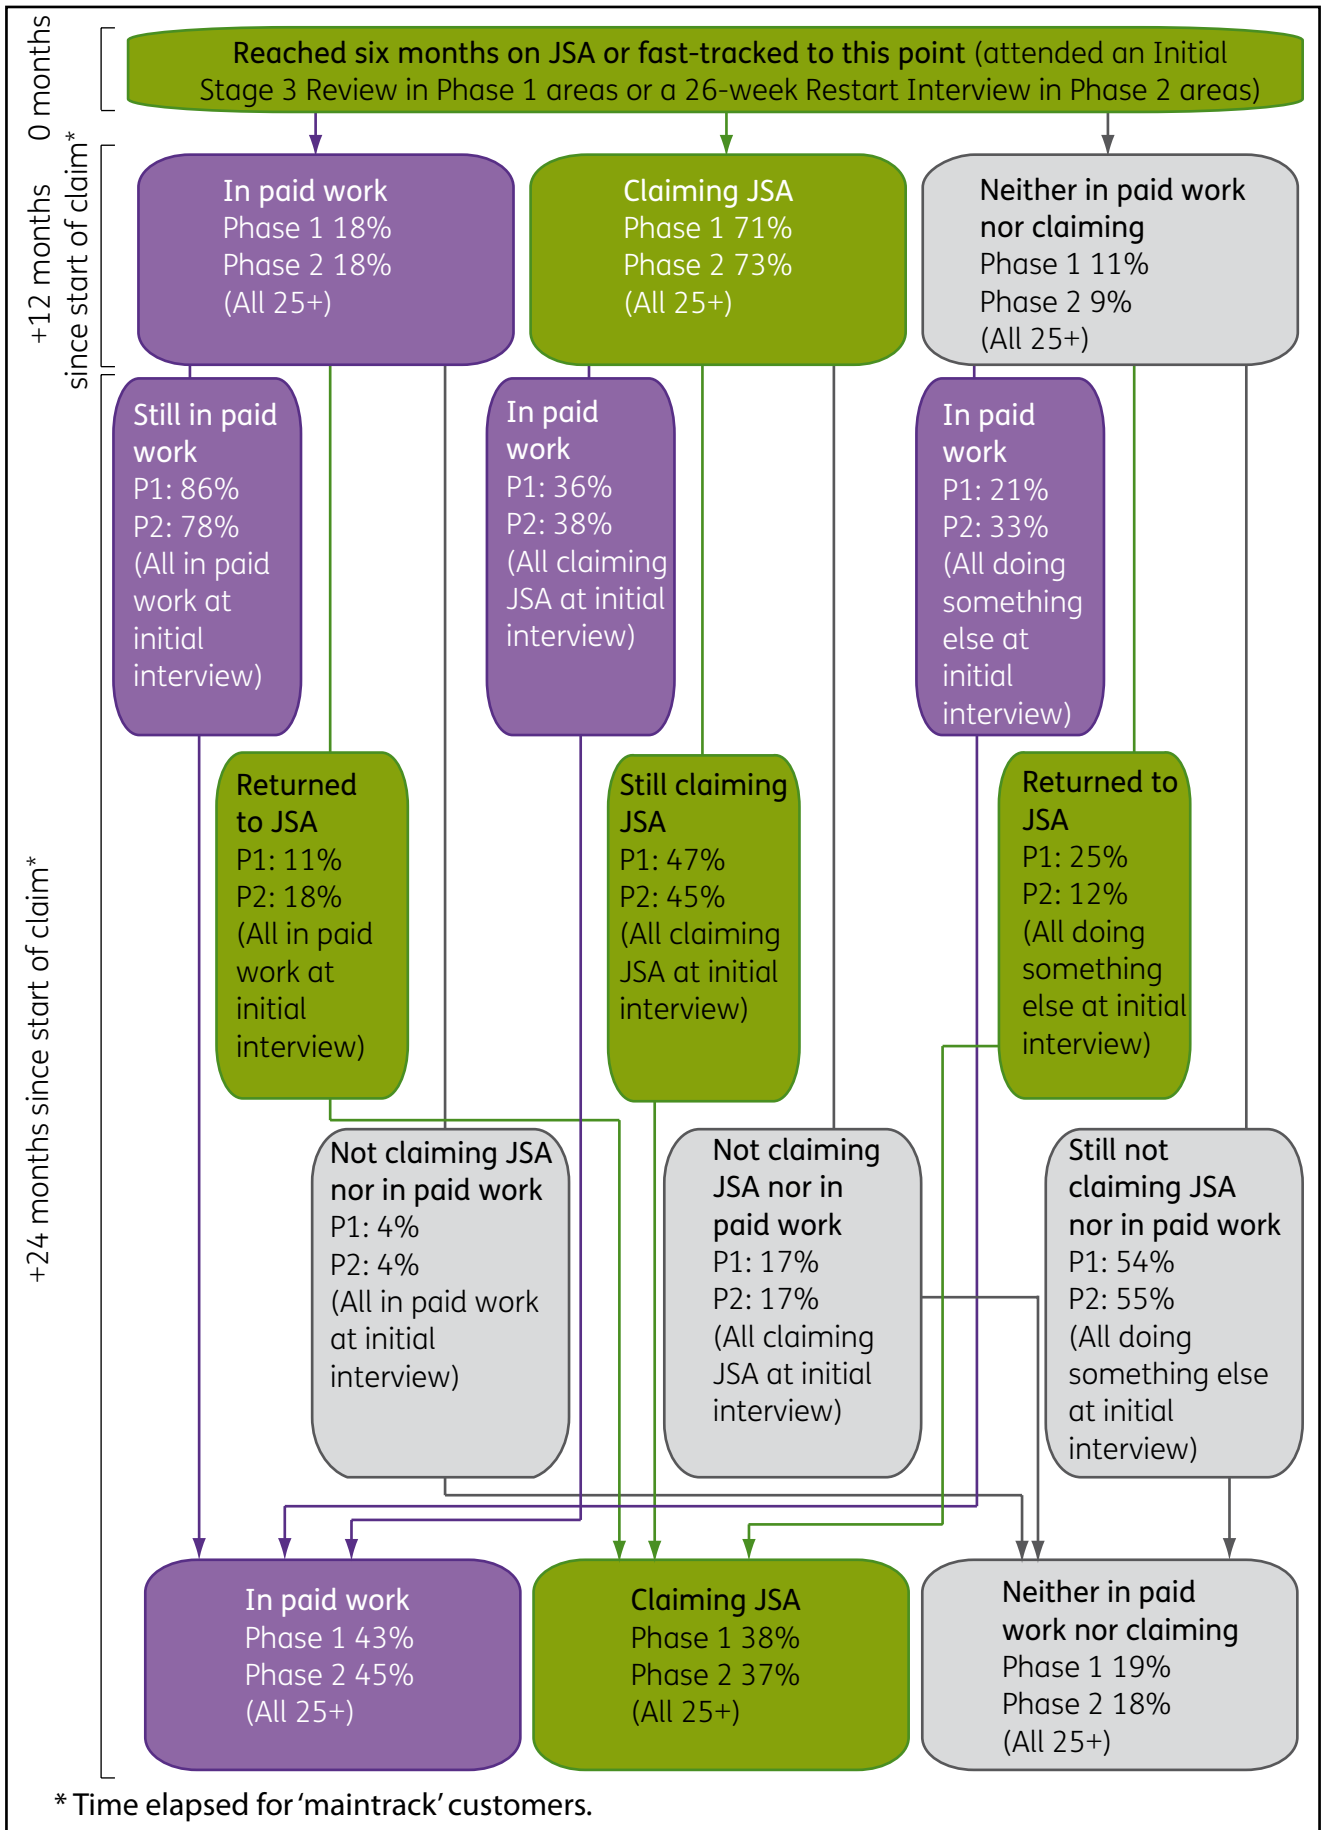 0 months
Reached six months on JSA or fast-tracked to this point (attended an Initial
Stage 3 Review in Phase 1 areas or a 26-week Restart Interview in Phase 2 areas)
+12 months
since start of claim*
In paid work
Phase 1 18%
Phase 2 18%
(All 25+)
Claiming JSA
Phase 1 71%
Phase 2 73%
(All 25+)
Neither in paid work
nor claiming
Phase 1 11%
Phase 2 9%
(All 25+)
+24 months since start of claim*
Still in paid
work
P1: 86%
P2: 78%
(All in paid
work at
initial
interview)
In paid
work
P1: 36%
P2: 38%
(All claiming
JSA at initial
interview)
In paid
work
P1: 21%
P2: 33%
(All doing
something
else at
initial
interview)
Returned
to JSA
P1: 11%
P2: 18%
(All in paid
work at
initial
interview)
Still claiming
JSA
P1: 47%
P2: 45%
(All claiming
JSA at initial
interview)
Returned to
JSA
P1: 25%
P2: 12%
(All doing
something
else at initial
interview)
Not claiming JSA
nor in paid work
P1: 4%
P2: 4%
(All in paid work
at initial
interview)
Not claiming
JSA nor in
paid work
P1: 17%
P2: 17%
(All claiming
JSA at initial
interview)
Still not
claiming JSA
nor in paid work
P1: 54%
P2: 55%
(All doing
something else
at initial
interview)
In paid work
Phase 1 43%
Phase 2 45%
(All 25+)
Claiming JSA
Phase 1 38%
Phase 2 37%
(All 25+)
Neither in paid
work nor claiming
Phase 1 19%
Phase 2 18%
(All 25+)
* Time elapsed for 'maintrack' customers.